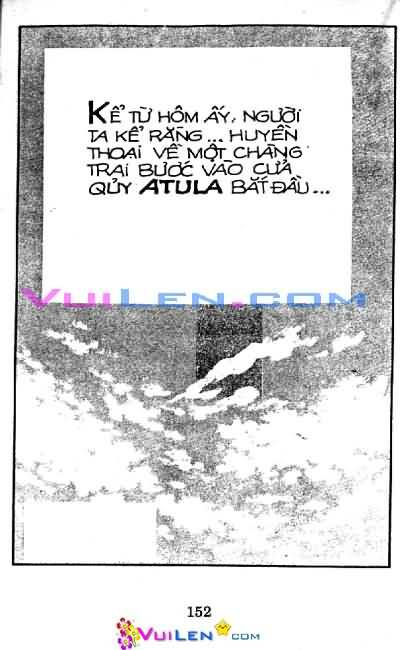 KỂ TỪ HÔM ẤY, NGƯỜI
TA KỂ RẰNG... HUYỀN
THOẠI VỀ MỘT CHÀNG
TRAI BƯỚC VÀO CỬA
QỦY ATULA BẮT ĐẦU...
VUILEN.COM
152
VUILEN.COM